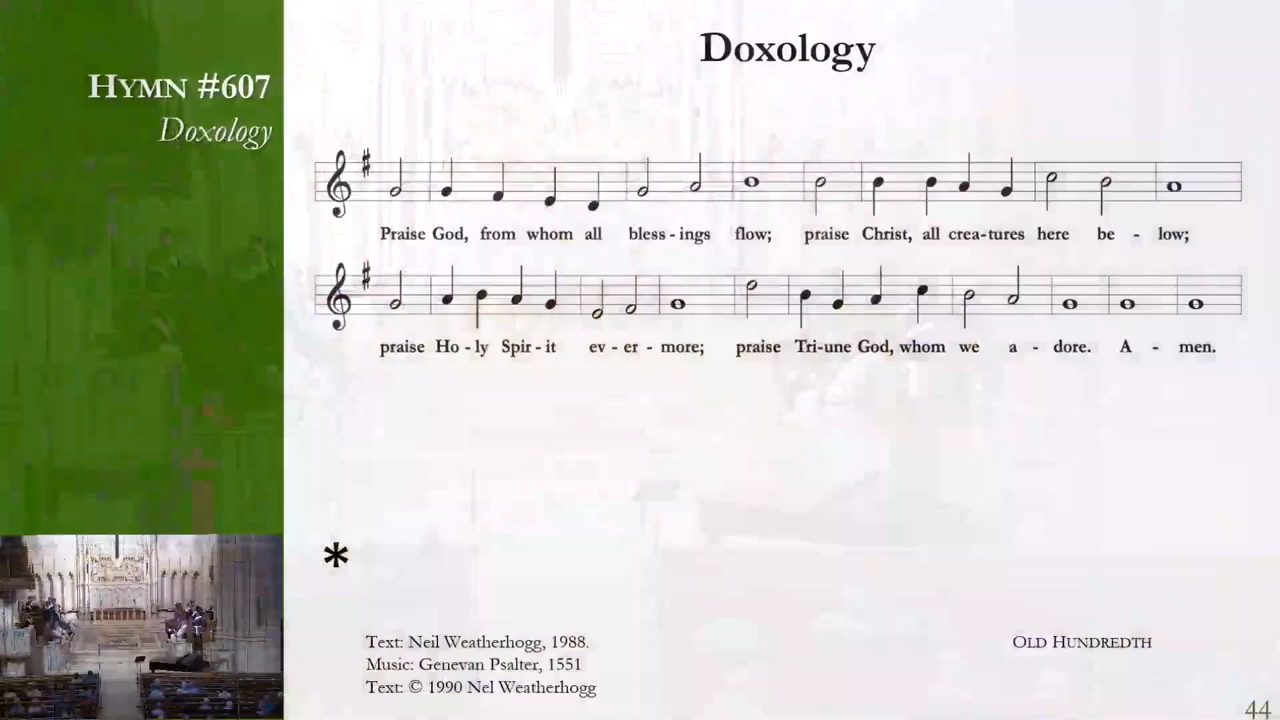 HYMN #607
Doxology
Doxology
Praise God, from whom all bless - ings flow; praise Christ, all crea - tures here be - low;
praise Ho - ly Spir - it ev - er - more; praise Tri - une God, whom we a - dore. A - men.
*
Text: Neil Weatherhogg, 1988.
Music: Genevan Psalter, 1551
Text: © 1990 Nel Weatherhogg
OLD HUNDREDTH
44